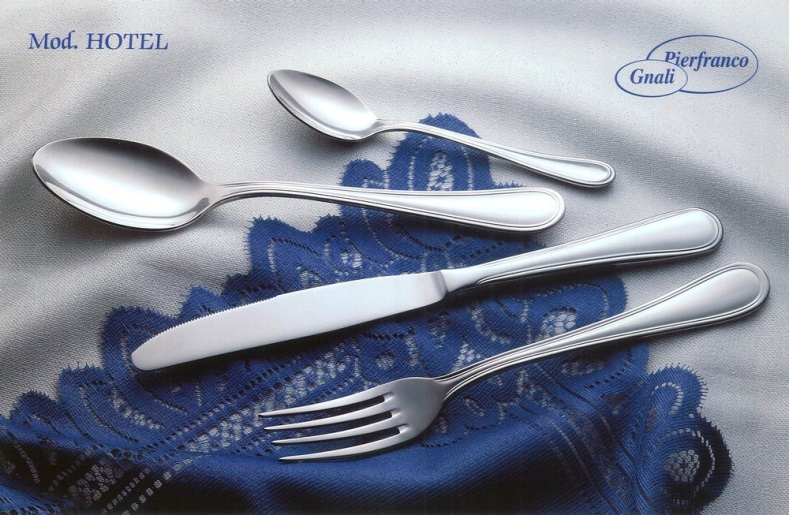 Mod. HOTEL
Pierfranco
Gnali